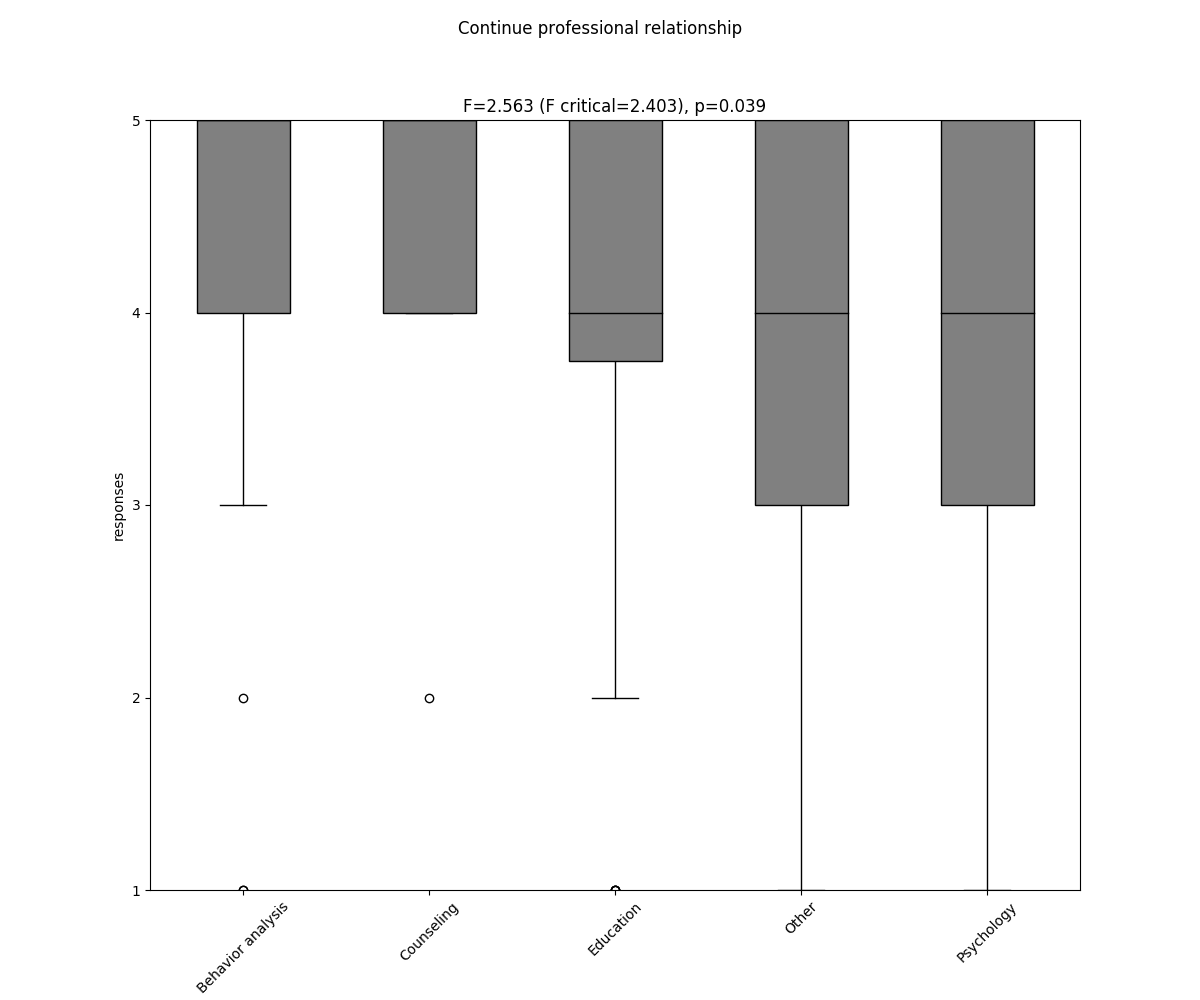 Continue professional relationship
F=2.563 (F critical=2.403), p=0.039
5
4
3
2
1
responses
Behavior analysis
Counseling
Education
Other
Psychology